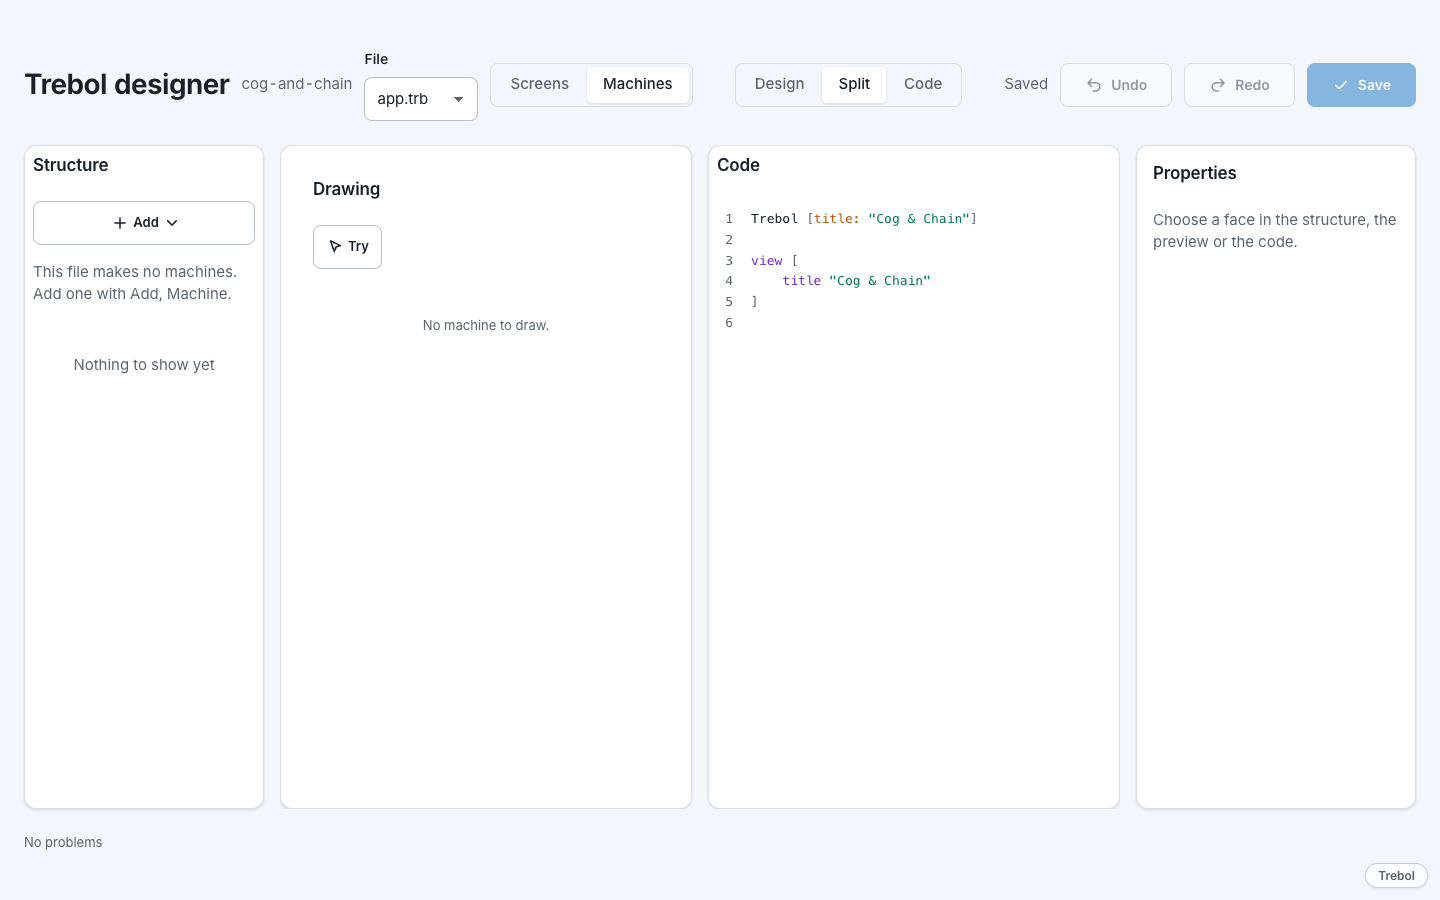 Trebol designer
cog-and-chain
File
app.trb
Screens
Machines
Design
Split
Code
Saved
Undo
Redo
Save
Structure
Add
This file makes no machines.
Add one with Add, Machine.
Nothing to show yet
Drawing
Try
No machine to draw.
Code
1 Trebol [title: "Cog & Chain"]
2
3 view [
4     title "Cog & Chain"
5 ]
6
Properties
Choose a face in the structure, the
preview or the code.
No problems
Trebol